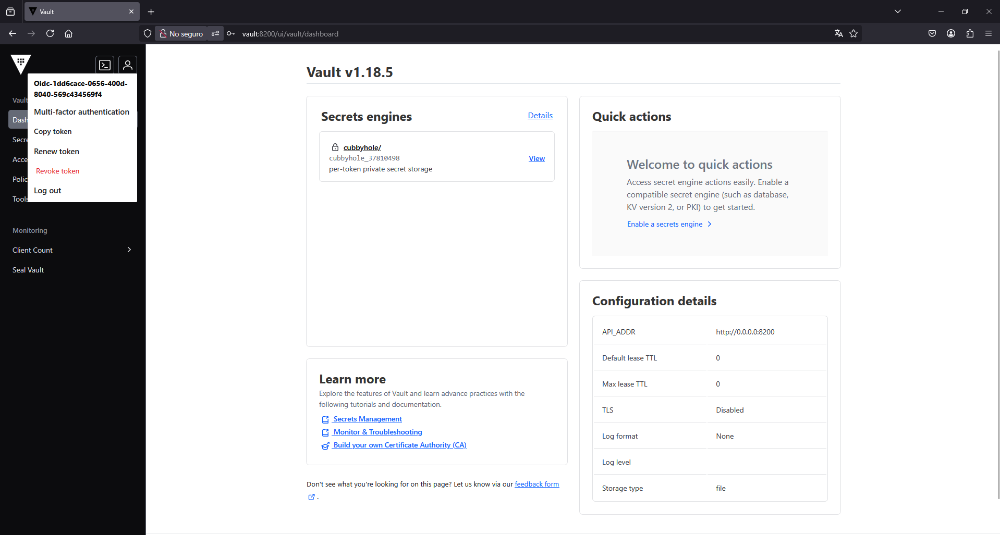 Vault
No seguro
vault:8200/ui/vault/dashboard
Oidc-1dd6cace-0656-400d-
8040-569c434569f4
Multi-factor authentication
Copy token
Renew token
Revoke token
Log out
Vault
Dash
Secre
Acce
Polic
Tools
Monitoring
Client Count
Seal Vault
Vault v1.18.5
Secrets engines
Details
cubbyhole/
cubbyhole_37810498
per-token private secret storage
View
Quick actions
Welcome to quick actions
Access secret engine actions easily. Enable a
compatible secret engine (such as database,
KV version 2, or PKI) to get started.
Enable a secrets engine
Learn more
Explore the features of Vault and learn advance practices with the
following tutorials and documentation.
Secrets Management
Monitor & Troubleshooting
Build your own Certificate Authority (CA)
Don't see what you're looking for on this page? Let us know via our feedback form
.
Configuration details
API_ADDR http://0.0.0.0:8200
Default lease TTL 0
Max lease TTL 0
TLS Disabled
Log format None
Log level
Storage type file